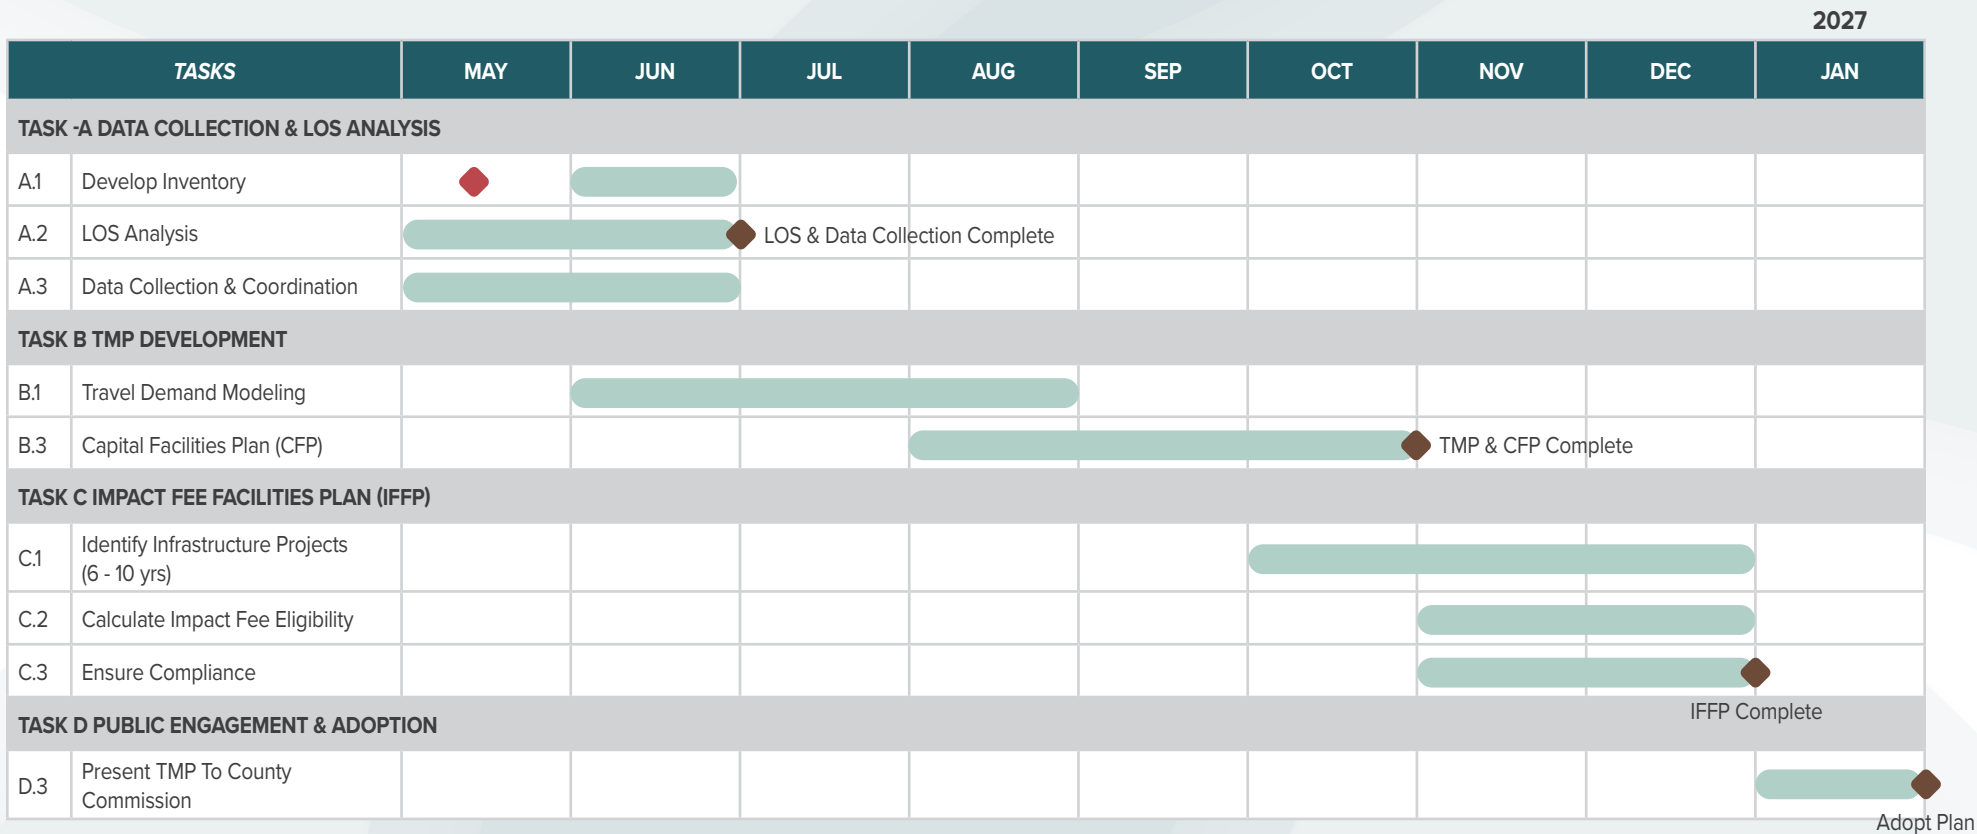 2027
TASKS MAY JUN JUL AUG SEP OCT NOV DEC JAN
TASK -A DATA COLLECTION & LOS ANALYSIS
A.1 Develop Inventory
A.2 LOS Analysis LOS & Data Collection Complete
A.3 Data Collection & Coordination
TASK B TMP DEVELOPMENT
B.1 Travel Demand Modeling
B.3 Capital Facilities Plan (CFP) TMP & CFP Complete
TASK C IMPACT FEE FACILITIES PLAN (IFFP)
C.1 Identify Infrastructure Projects
(6 - 10 yrs)
C.2 Calculate Impact Fee Eligibility
C.3 Ensure Compliance
IFFP Complete
TASK D PUBLIC ENGAGEMENT & ADOPTION
D.3 Present TMP To County
Commission
Adopt Plan